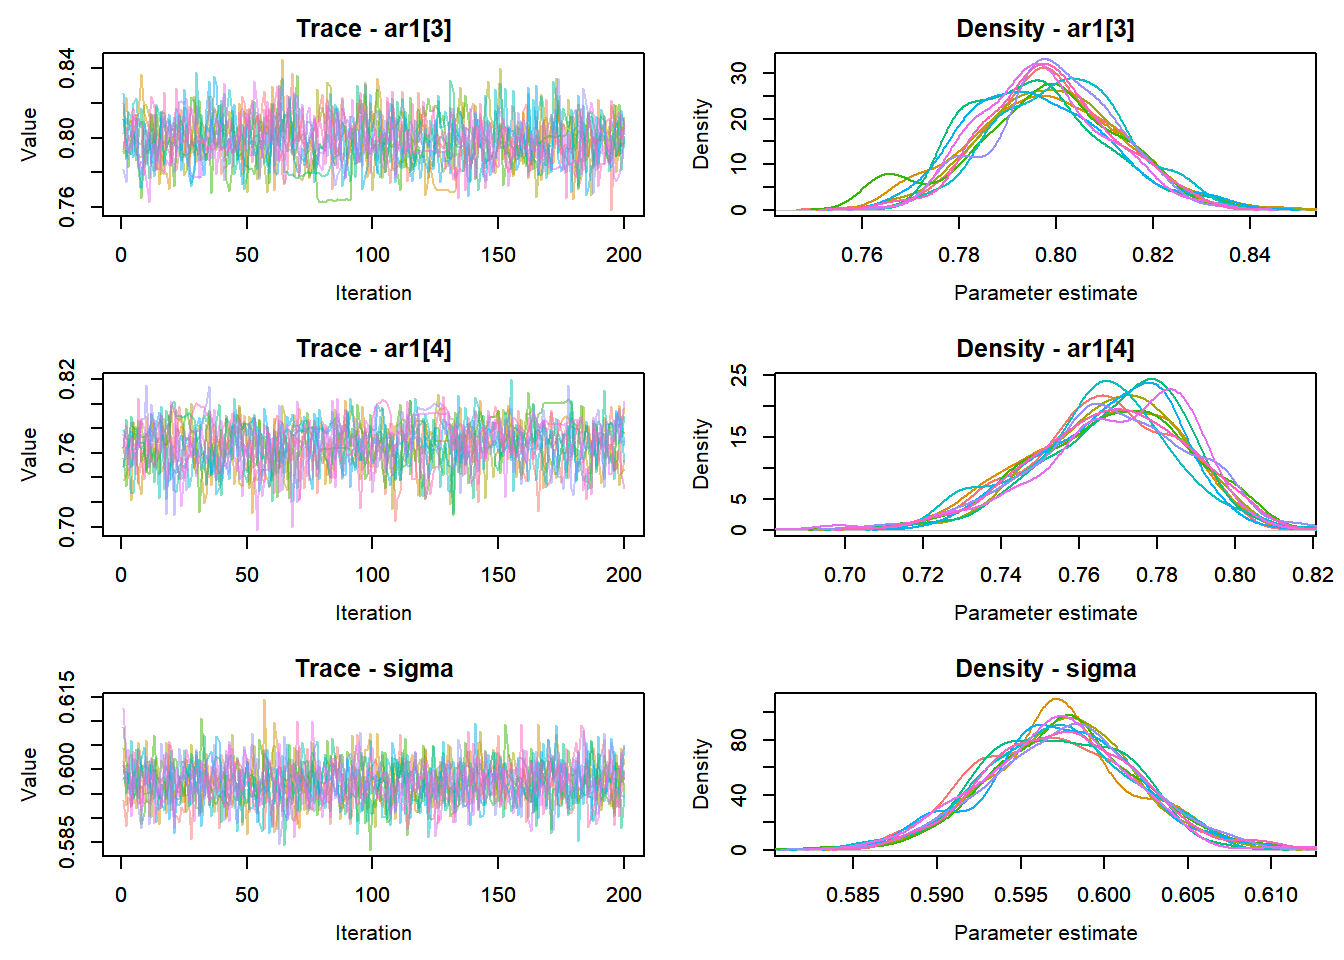 Trace - ar1[3]
Value
0.76 0.80 0.84
0 50 100 150 200
Iteration
Density - ar1[3]
Density
0 10 20 30
0.76 0.78 0.80 0.82 0.84
Parameter estimate
Trace - ar1[4]
Value
0.70 0.76 0.82
0 50 100 150 200
Iteration
Density - ar1[4]
Density
0 5 15 25
0.70 0.72 0.74 0.76 0.78 0.80 0.82
Parameter estimate
Trace - sigma
Value
0.585 0.600 0.615
0 50 100 150 200
Iteration
Density - sigma
Density
0 40 80
0.585 0.590 0.595 0.600 0.605 0.610
Parameter estimate